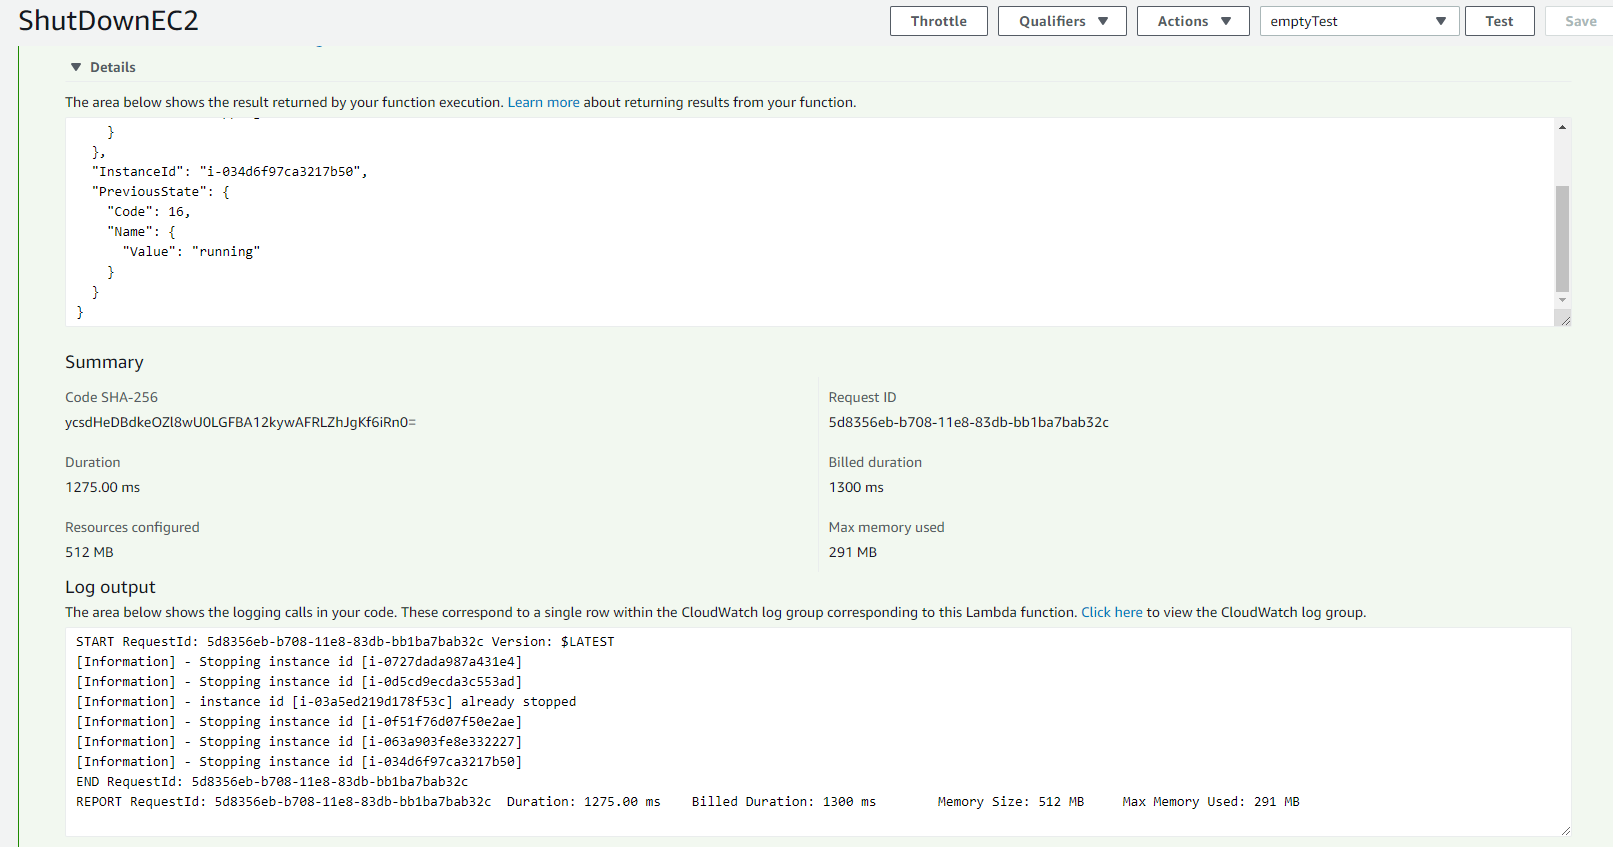 ShutDownEC2
Throttle
Qualifiers
Actions
emptyTest
Test
Save
Details
The area below shows the result returned by your function execution. Learn more about returning results from your function.
}
},
"InstanceId": "i-034d6f97ca3217b50",
"PreviousState": {
"Code": 16,
"Name": {
"Value": "running"
}
}
}
Summary
Code SHA-256
ycsdHeDBdkeOZl8wU0LGFBA12kywAFRLZhJgKf6iRn0=
Request ID
5d8356eb-b708-11e8-83db-bb1ba7bab32c
Duration
1275.00 ms
Billed duration
1300 ms
Resources configured
512 MB
Max memory used
291 MB
Log output
The area below shows the logging calls in your code. These correspond to a single row within the CloudWatch log group corresponding to this Lambda function. Click here to view the CloudWatch log group.
START RequestId: 5d8356eb-b708-11e8-83db-bb1ba7bab32c Version: $LATEST
[Information] - Stopping instance id [i-0727dada987a431e4]
[Information] - Stopping instance id [i-0d5cd9ecda3c553ad]
[Information] - instance id [i-03a5ed219d178f53c] already stopped
[Information] - Stopping instance id [i-0f51f76d07f50e2ae]
[Information] - Stopping instance id [i-063a903fe8e332227]
[Information] - Stopping instance id [i-034d6f97ca3217b50]
END RequestId: 5d8356eb-b708-11e8-83db-bb1ba7bab32c
REPORT RequestId: 5d8356eb-b708-11e8-83db-bb1ba7bab32c Duration: 1275.00 ms Billed Duration: 1300 ms Memory Size: 512 MB Max Memory Used: 291 MB